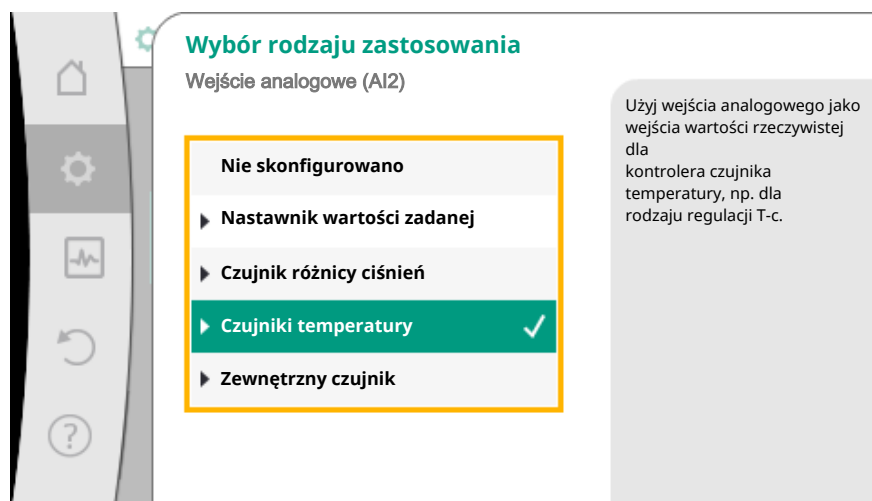 Wybór rodzaju zastosowania
Wejście analogowe (AI2)
Nie skonfigurowano
Nastawnik wartości zadanej
Czujnik różnicy ciśnień
Czujniki temperatury
Zewnętrzny czujnik
Użyj wejścia analogowego jako
wejścia wartości rzeczywistej
dla
kontrolera czujnika
temperatury, np. dla
rodzaju regulacji T-c.
?